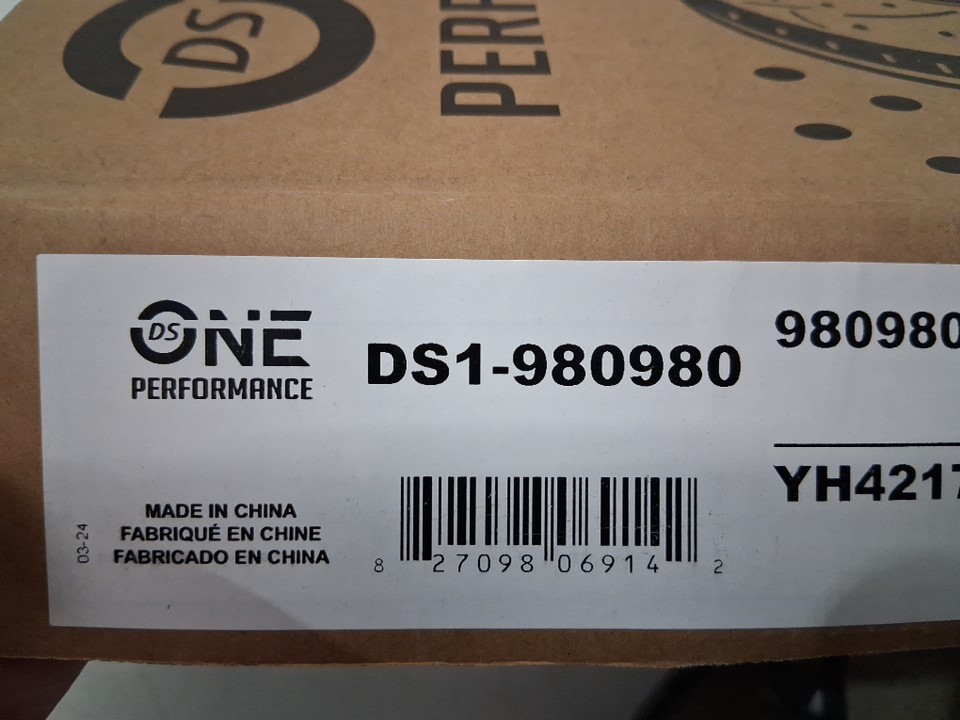 DS
PERF
DS
ONE
PERFORMANCE
DS1-980980
980980
YH4217
MADE IN CHINA
FABRIQUÉ EN CHINE
FABRICADO EN CHINA
03-24
8 27098 06914 2